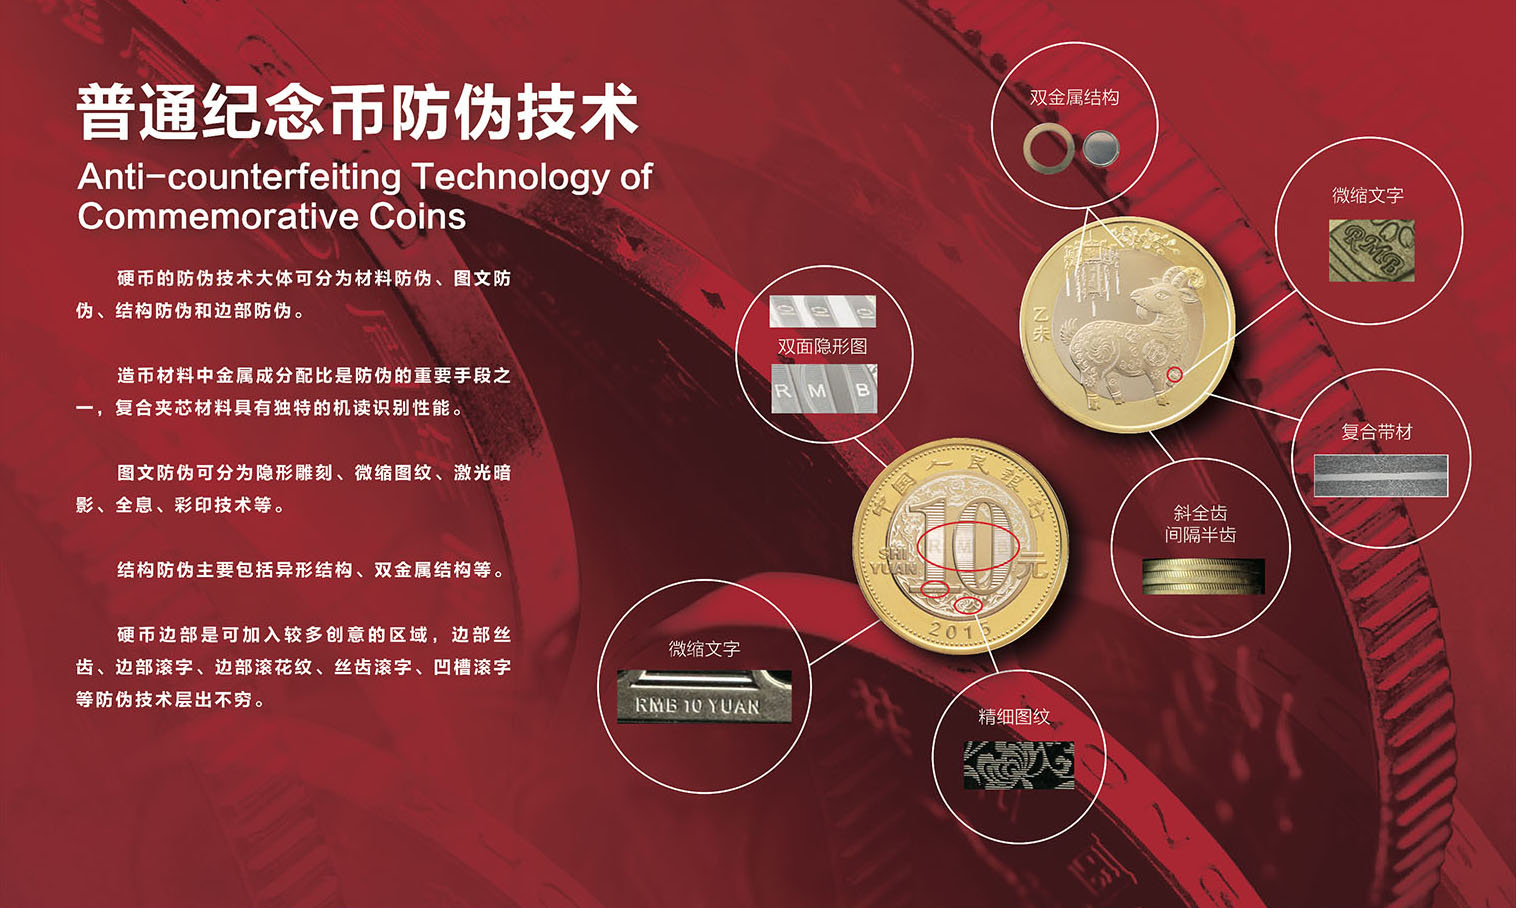 普通纪念币防伪技术
Anti-counterfeiting Technology of
Commemorative Coins
硬币的防伪技术大体可分为材料防伪、图文防
伪、结构防伪和边部防伪。
造币材料中金属成分配比是防伪的重要手段之
一，复合夹芯材料具有独特的机读识别性能。
图文防伪可分为隐形雕刻、微缩图纹、激光暗
影、全息、彩印技术等。
结构防伪主要包括异形结构、双金属结构等。
硬币边部是可加入较多创意的区域，边部丝
齿、边部滚字、边部滚花纹、丝齿滚字、凹槽滚字
等防伪技术层出不穷。
双金属结构
微缩文字
RMB
乙未
双面隐形图
R M B
复合带材
斜全齿
间隔半齿
中国人民银行
10
SHI
YUAN
元
2015
微缩文字
RMB 10 YUAN
精细图纹